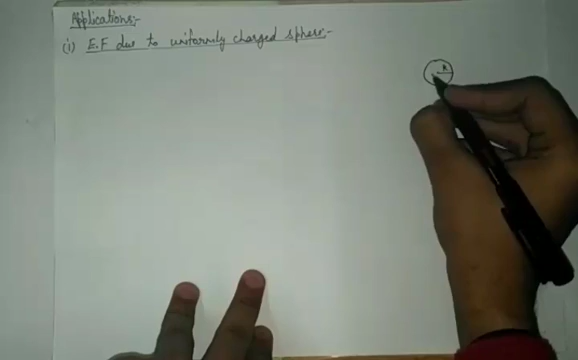 Applications:-
(i) E.F due to uniformly charged sphere:-
R